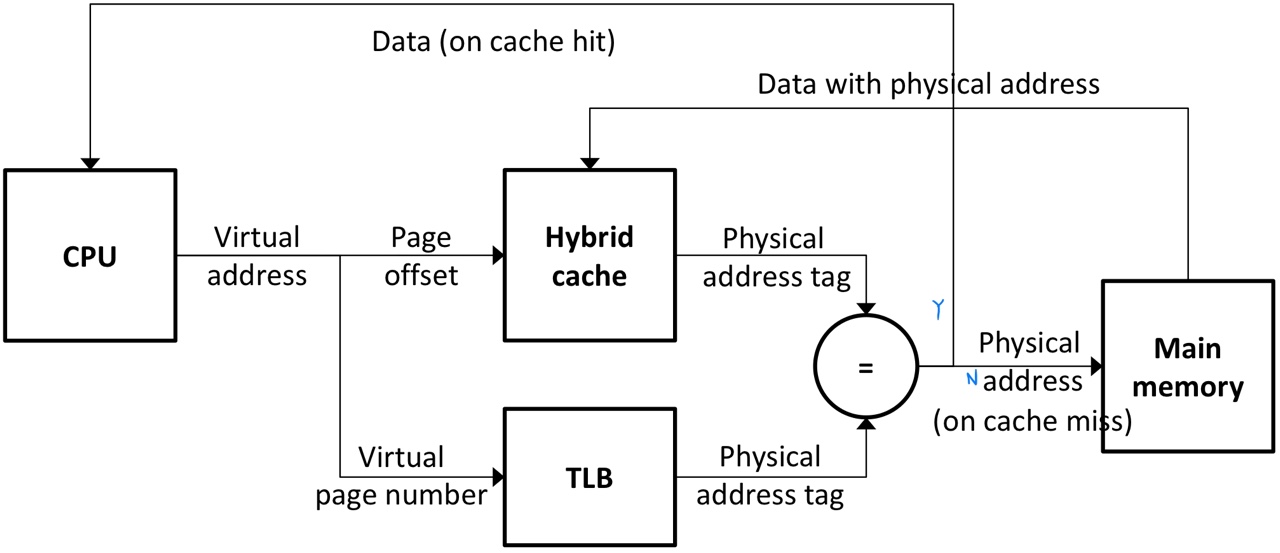 Data (on cache hit)
Data with physical address
CPU
Virtual
address
Page
offset
Hybrid
cache
Physical
address tag
Y
=
Physical
N address
(on cache miss)
Main
memory
Virtual
page number
TLB
Physical
address tag